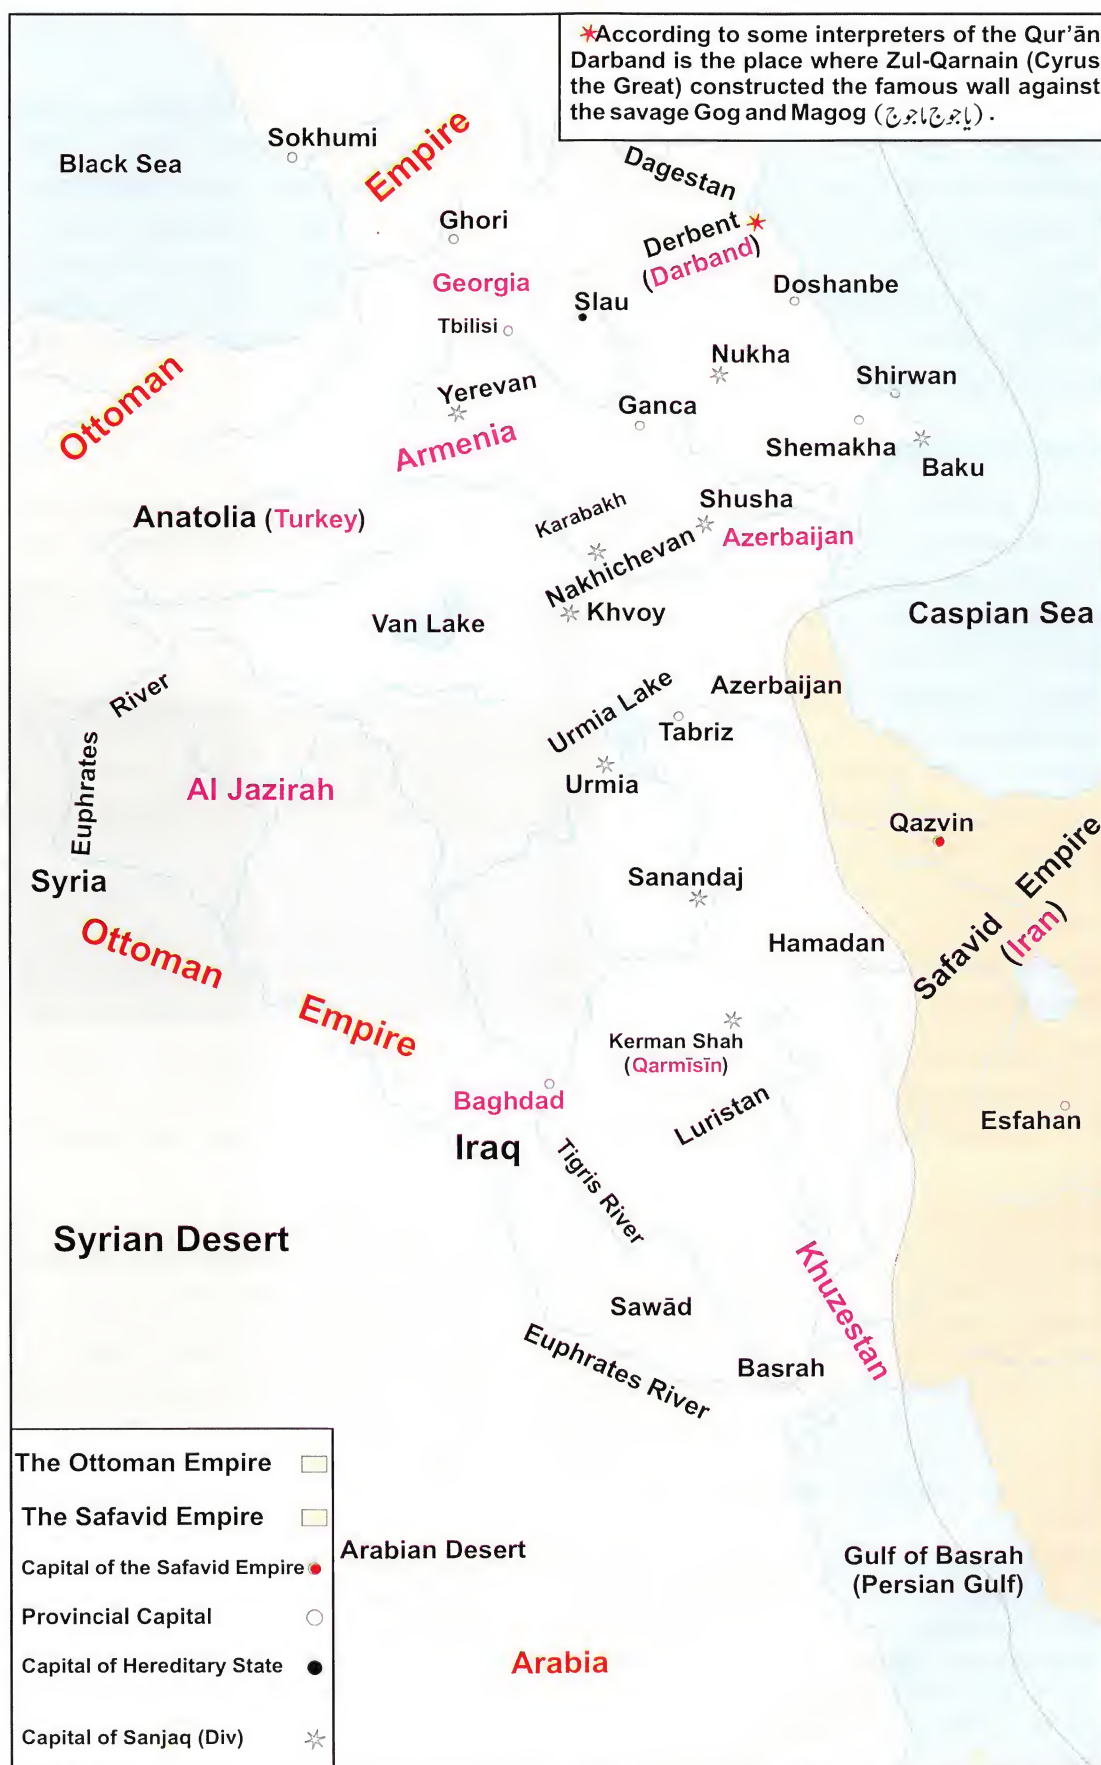 ✶According to some interpreters of the Qur’ān
Darband is the place where Zul-Qarnain (Cyrus
the Great) constructed the famous wall against
the savage Gog and Magog (یاجوج ماجوج).
Empire
Sokhumi
Black Sea
Dagestan
Ghori
Derbent
(Darband)
Georgia
Doshanbe
Slau
Tbilisi
Nukha
Ottoman
Yerevan
Shirwan
Ganca
Armenia
Shemakha
Baku
Anatolia (Turkey)
Karabakh
Shusha
Azerbaijan
Nakhichevan
Van Lake
Khvoy
Caspian Sea
River
Urmia Lake
Azerbaijan
Tabriz
Euphrates
Al Jazirah
Urmia
Qazvin
Empire
Syria
Sanandaj
Safavid
(Iran)
Ottoman
Hamadan
Empire
Kerman Shah
(Qarmīsīn)
Baghdad
Luristan
Esfahan
Iraq
Tigris River
Syrian Desert
Khuzestan
Sawād
Euphrates River
Basrah
The Ottoman Empire
The Safavid Empire
Capital of the Safavid Empire
Provincial Capital
Capital of Hereditary State
Capital of Sanjaq (Div)
Arabian Desert
Gulf of Basrah
(Persian Gulf)
Arabia